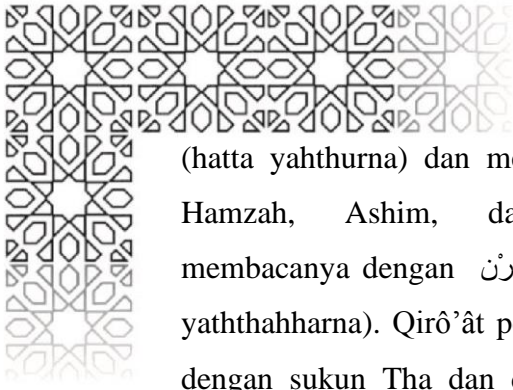 (hatta yahthurna) dan me
Hamzah, Ashim, da
membacanya dengan رْن
yaththahharna). Qirô’ât p
dengan sukun Tha dan d